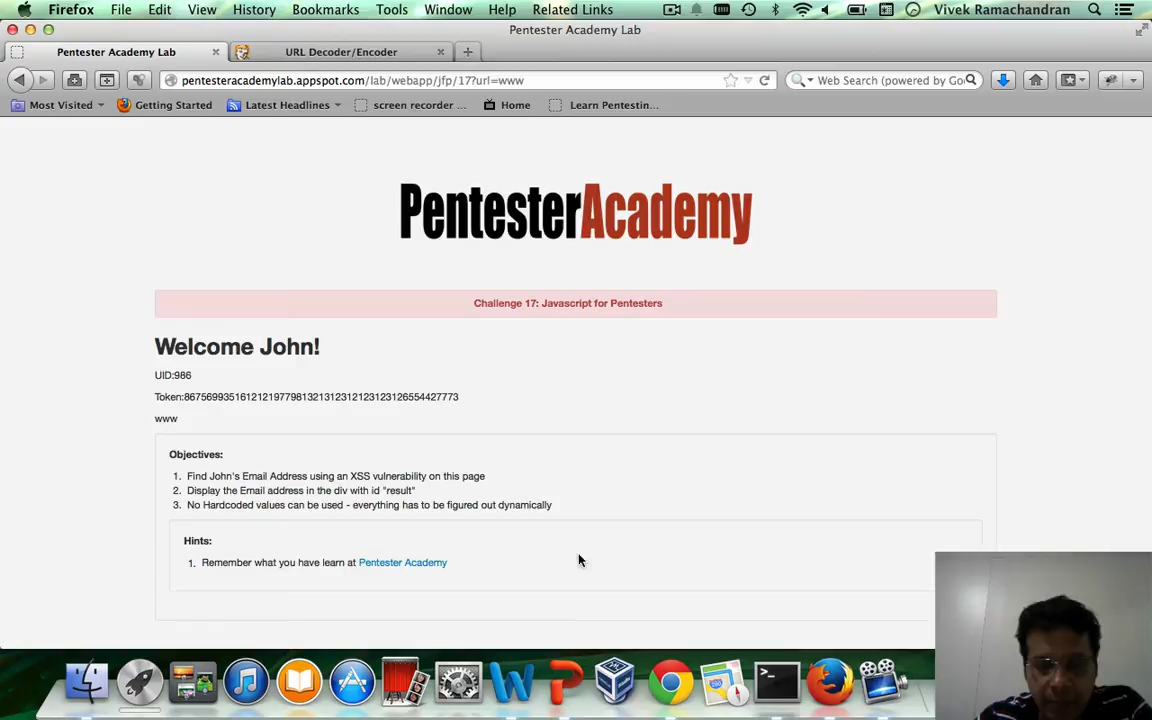 Firefox File Edit View History Bookmarks Tools Window Help Related Links Vivek Ramachandran
Pentester Academy Lab
Pentester Academy Lab URL Decoder/Encoder
pentesteracademylab.appspot.com/lab/webapp/jfp/17?url=www Web Search (powered by Goo
Most Visited Getting Started Latest Headlines screen recorder ... Home Learn Pentestin...
PentesterAcademy
Challenge 17: Javascript for Pentesters
Welcome John!
UID:986
www
Objectives:
1. Find John's Email Address using an XSS vulnerability on this page
2. Display the Email address in the div with id "result"
3. No Hardcoded values can be used - everything has to be figured out dynamically
Hints:
1. Remember what you have learn at Pentester Academy